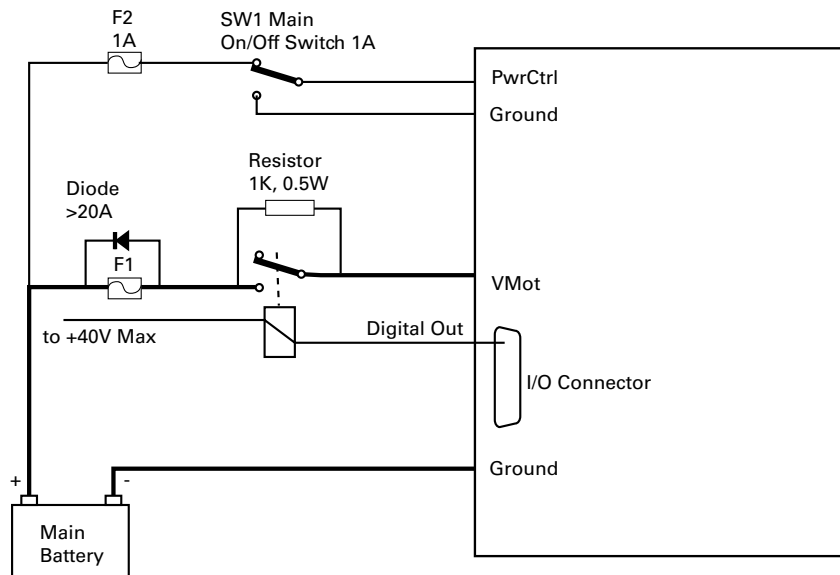 F2
1A
SW1 Main
On/Off Switch 1A
PwrCtrl
Ground
Resistor
1K, 0.5W
Diode
>20A
F1
VMot
to +40V Max
Digital Out
I/O Connector
Ground
+
-
Main
Battery